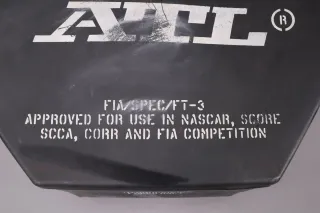 ATL ®
FIA/SPEC/FT-3
APPROVED FOR USE IN NASCAR, SCORE
SCCA, CORR AND FIA COMPETITION